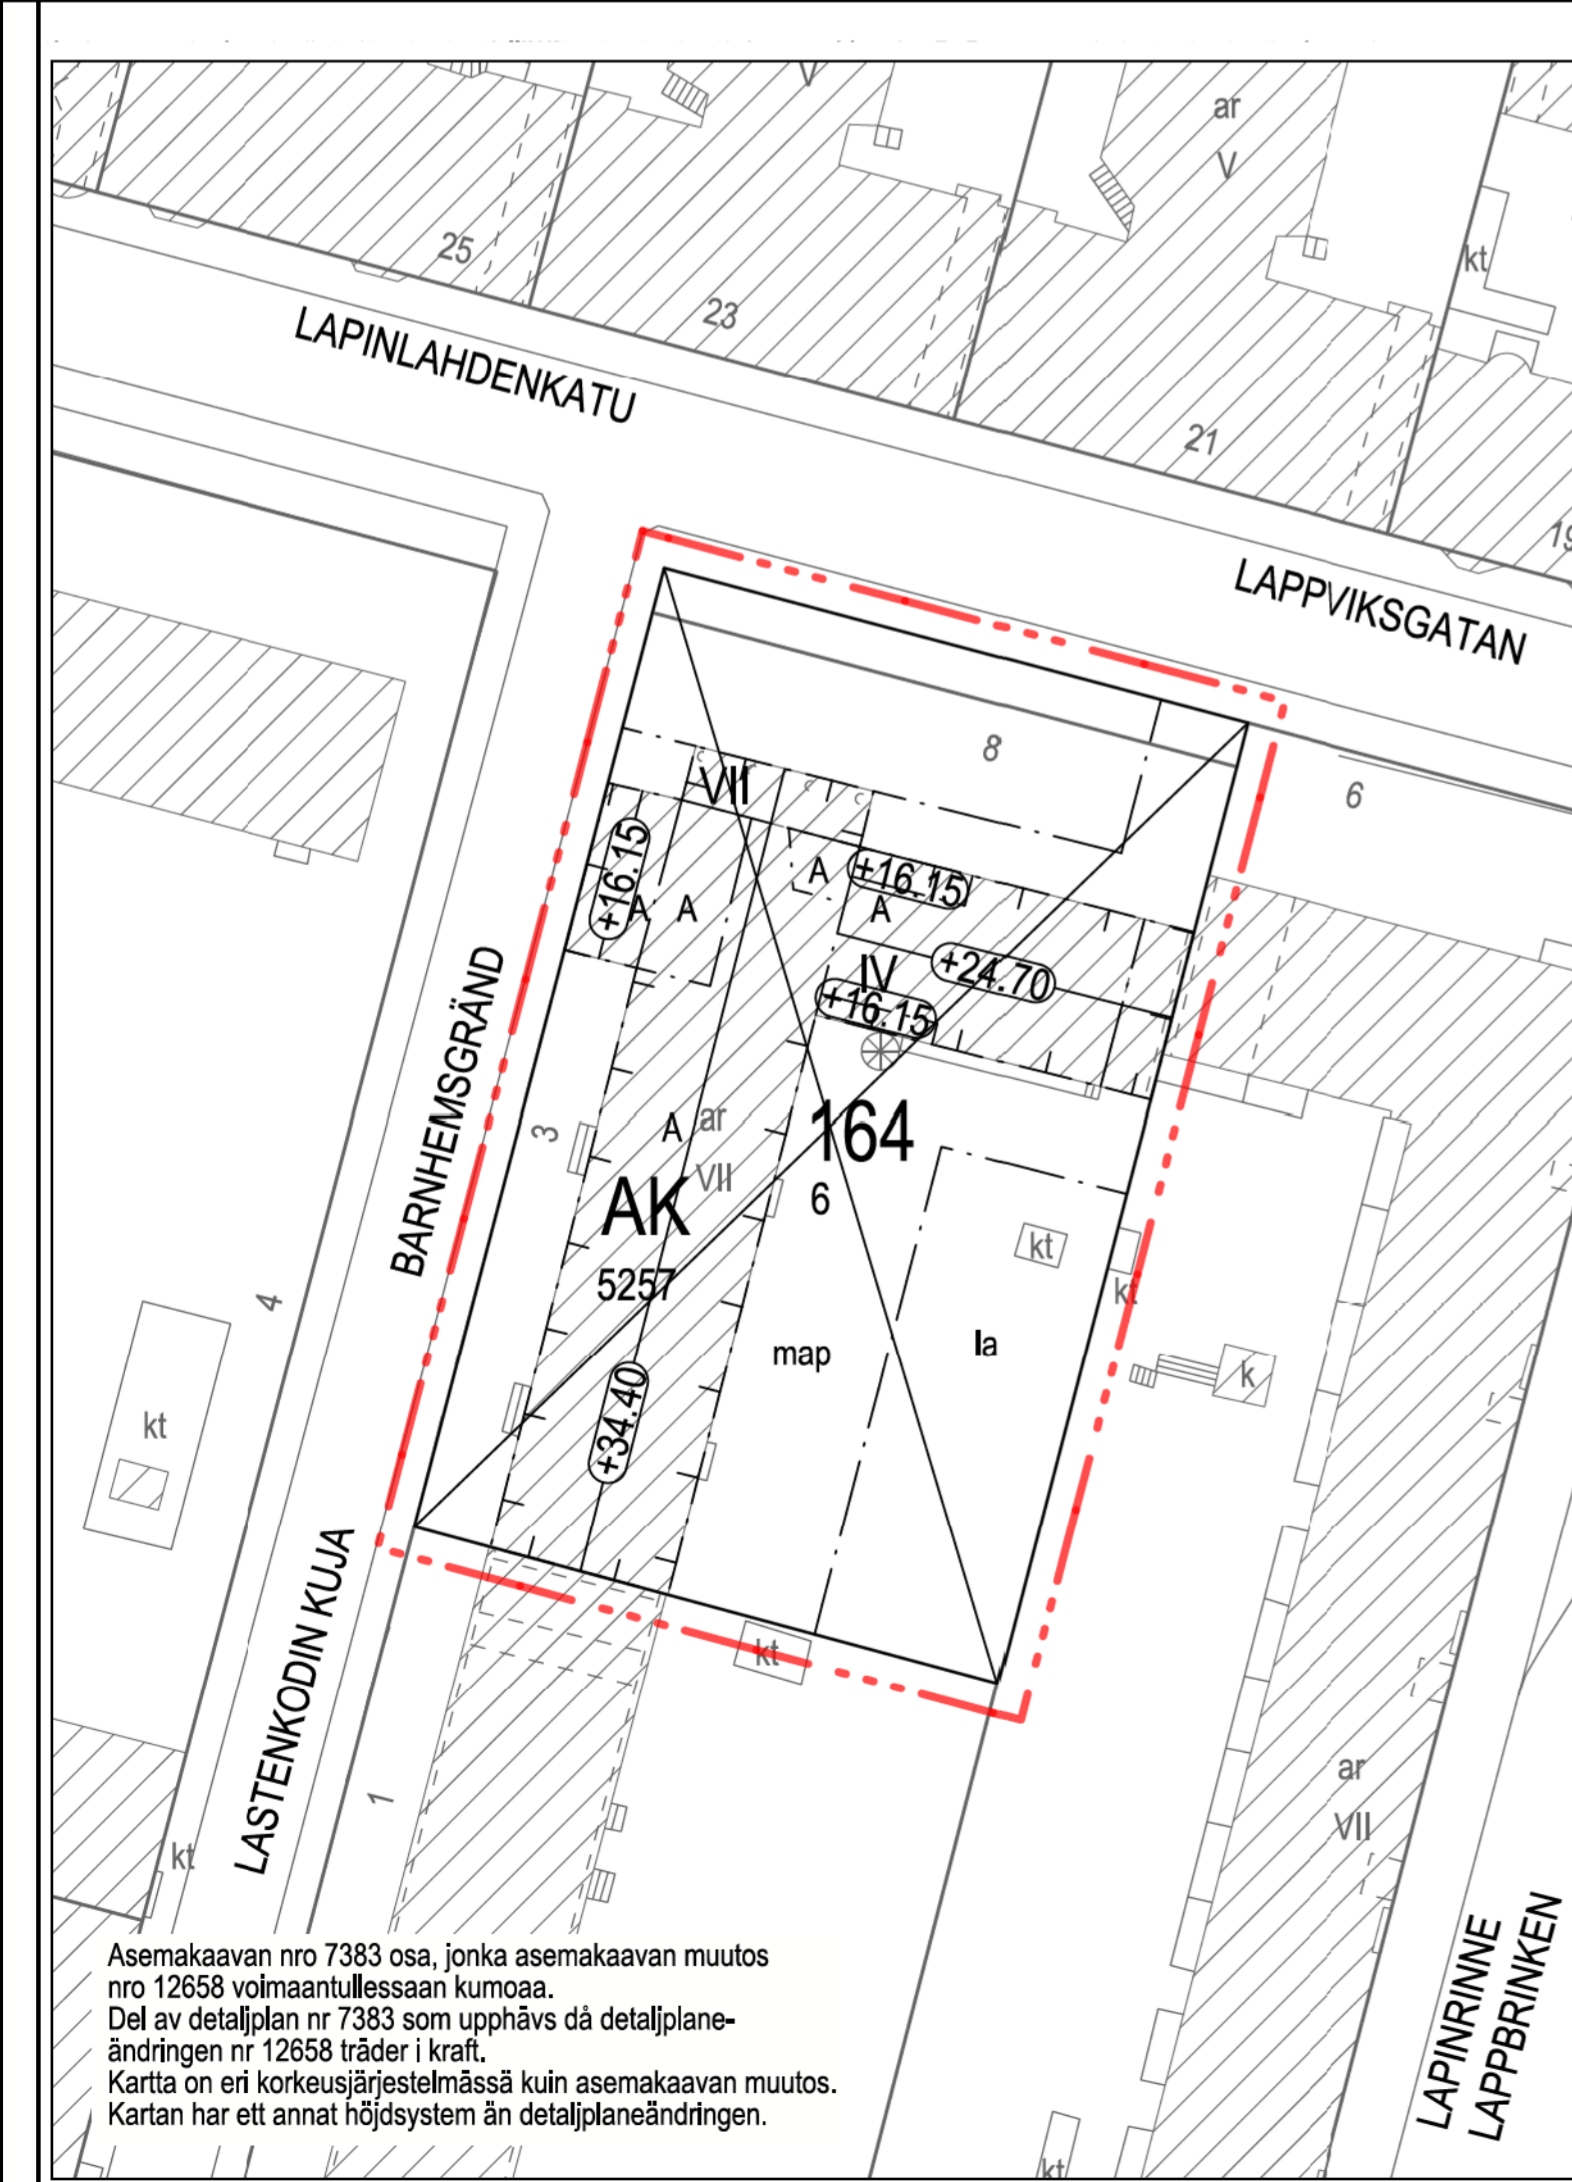 V
ar
V
kt
25
23
21
LAPINLAHDENKATU
LAPPVIKSGATAN
8
6
VII
+16.15
A
+16.15
A
A
A
IV
+24.70
+16.15
BARNHEMSGRÄND
3
A
ar
VII
164
6
AK
5257
kt
kt
4
map
la
k
+34.40
kt
kt
LASTENKODIN KUJA
1
kt
ar
VII
LAPINRINNE
LAPPBRINKEN
Asemakaavan nro 7383 osa, jonka asemakaavan muutos
nro 12658 voimaantullessaan kumoaa.
Del av detaljplan nr 7383 som upphävs då detaljplane-
ändringen nr 12658 träder i kraft.
Kartta on eri korkeusjärjestelmässä kuin asemakaavan muutos.
Kartan har ett annat höjdsystem än detaljplaneändringen.
kt